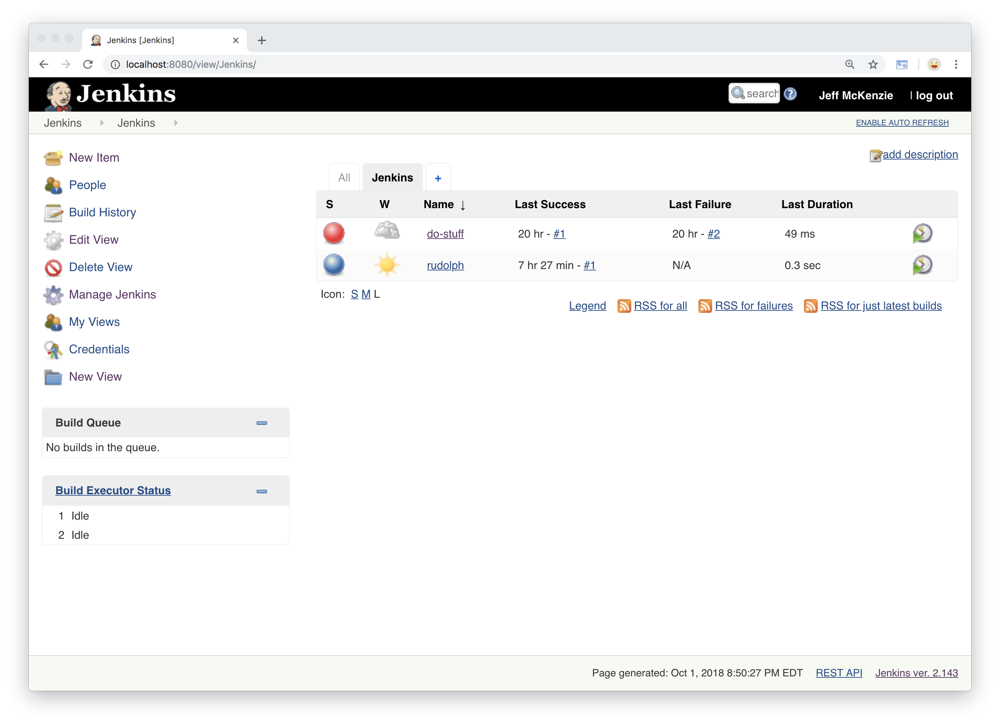 Jenkins [Jenkins]
localhost:8080/view/Jenkins/
Jenkins
search
Jeff McKenzie
| log out
Jenkins
Jenkins
ENABLE AUTO REFRESH
New Item
People
Build History
Edit View
Delete View
Manage Jenkins
My Views
Credentials
New View
Build Queue
No builds in the queue.
Build Executor Status
1 Idle
2 Idle
add description
All Jenkins +
S W Name ↓ Last Success Last Failure Last Duration
do-stuff 20 hr - #1 20 hr - #2 49 ms
rudolph 7 hr 27 min - #1 N/A 0.3 sec
Icon: S M L
Legend RSS for all RSS for failures RSS for just latest builds
Page generated: Oct 1, 2018 8:50:27 PM EDT REST API Jenkins ver. 2.143